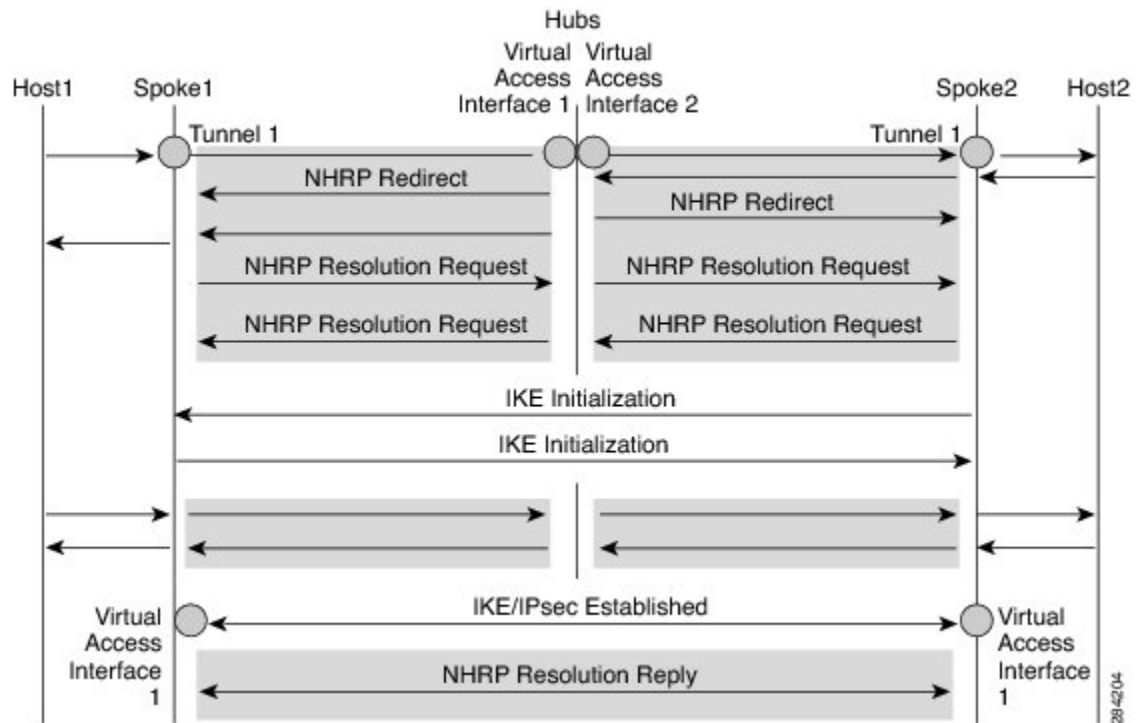 Hubs
Virtual
Access
Interface 1
Virtual
Access
Interface 2
Host1
Spoke1
Spoke2
Host2
Tunnel 1
Tunnel 1
NHRP Redirect
NHRP Redirect
NHRP Resolution Request
NHRP Resolution Request
NHRP Resolution Request
NHRP Resolution Request
IKE Initialization
IKE Initialization
IKE/IPsec Established
Virtual
Access
Interface
1
Virtual
Access
Interface
1
NHRP Resolution Reply
284204